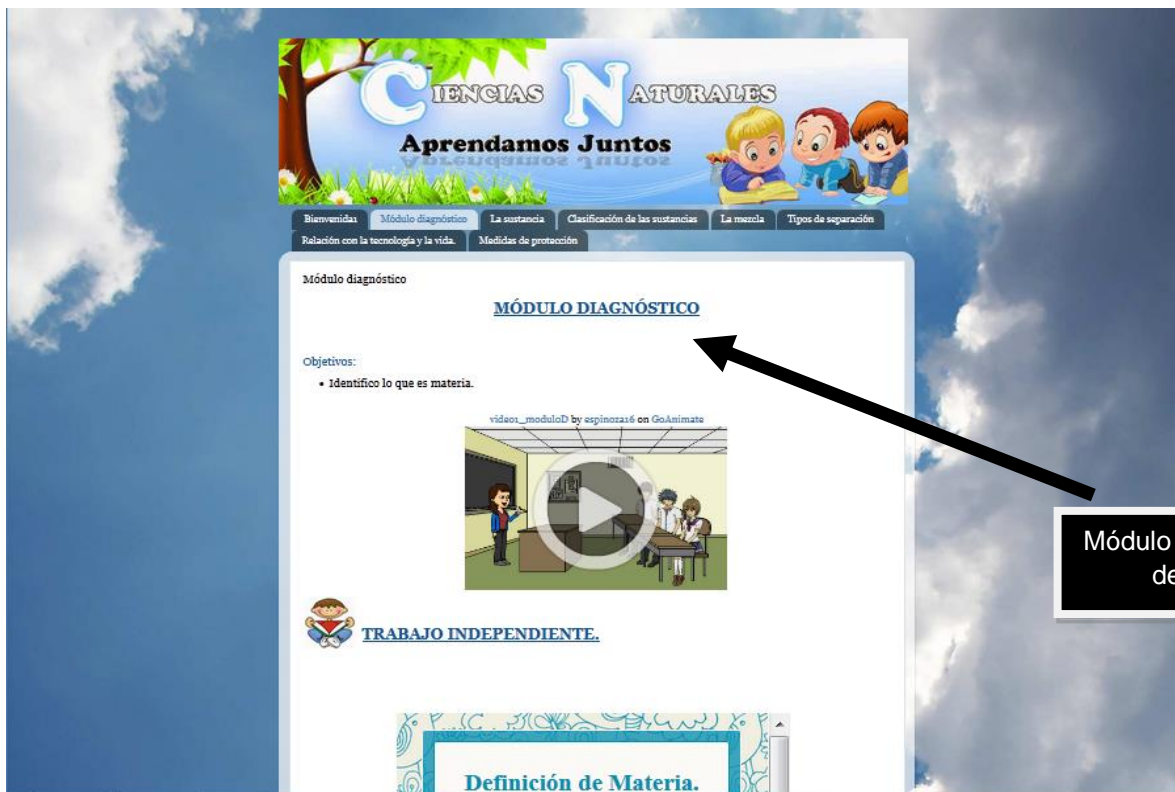 CIENCIAS NATURALES
Aprendamos Juntos
Bienvenida1 Módulo diagnóstico La sustancia Clasificación de las sustancias La mezcla Tipos de separación
Relación con la tecnología y la vida. Medidas de protección
Módulo diagnóstico
MÓDULO DIAGNÓSTICO
Objetivos:
• Identifico lo que es materia.
video1_moduloD by espinoza16 on GoAnimate
Módulo
de
TRABAJO INDEPENDIENTE.
Definición de Materia.